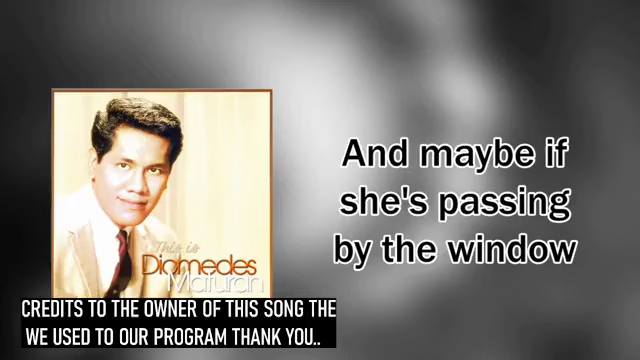 This is
Diomedes
Maturan
And maybe if
she's passing
by the window
CREDITS TO THE OWNER OF THIS SONG THE
WE USED TO OUR PROGRAM THANK YOU..